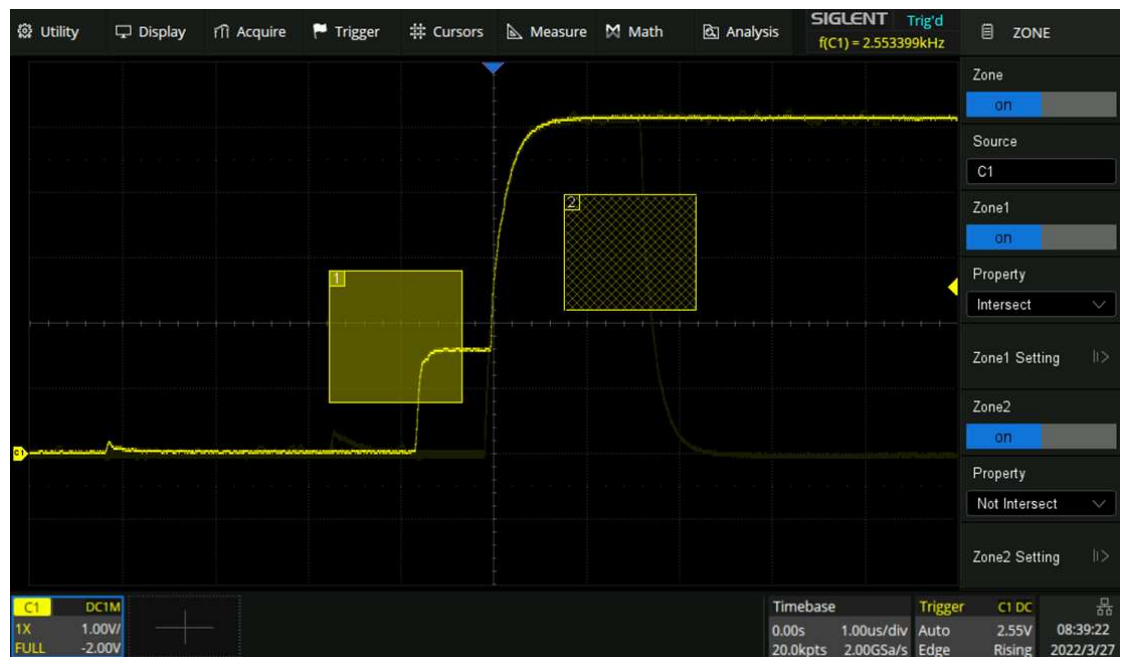 Utility Display Acquire Trigger Cursors Measure Math Analysis
SIGLENT Trig'd
f(C1) = 2.553399kHz
ZONE
Zone
on
Source
C1
Zone1
on
Property
Intersect
Zone1 Setting
Zone2
on
Property
Not Intersect
Zone2 Setting
1
2
C1
C1 DC1M
1X 1.00V/
FULL -2.00V
Timebase
0.00s 1.00us/div
20.0kpts 2.00GSa/s
Trigger C1 DC
Auto 2.55V
Edge Rising
08:39:22
2022/3/27